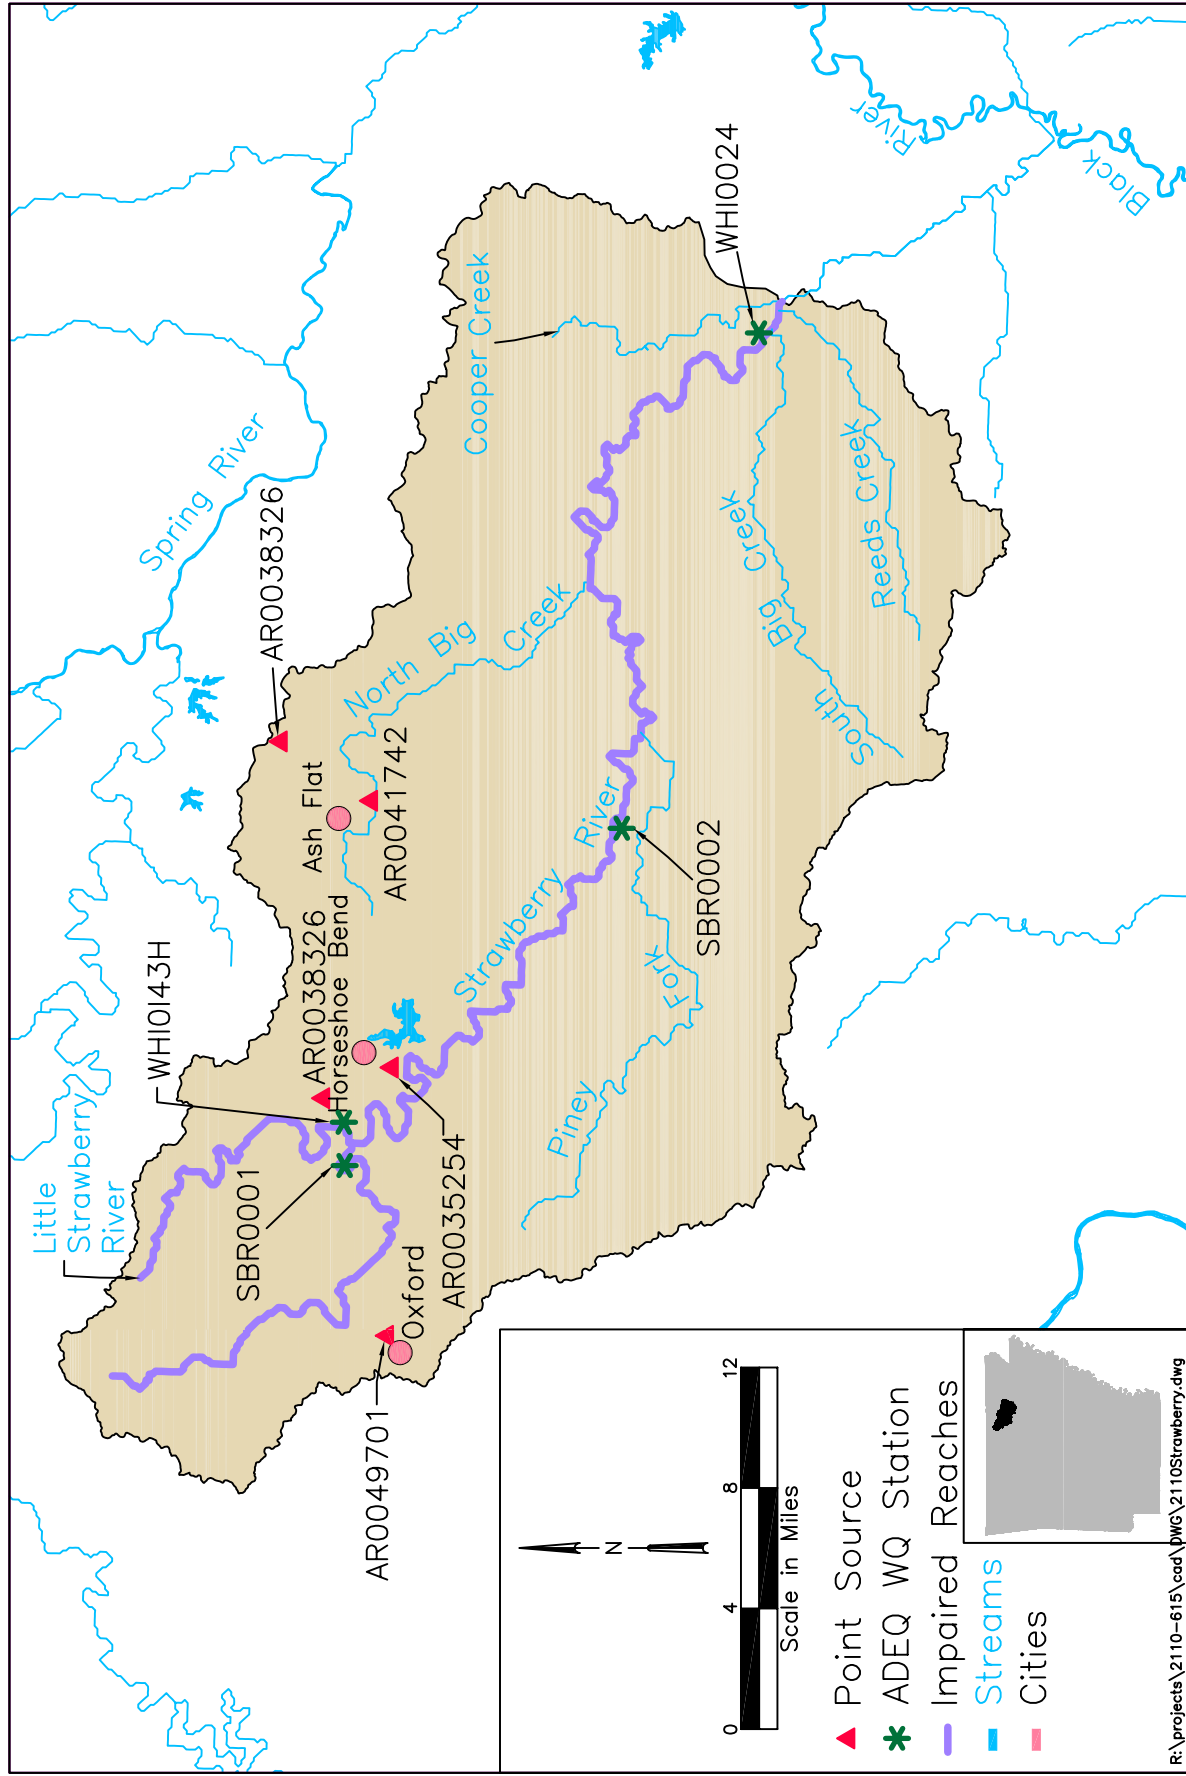 Little
Strawberry
River
WHI0143H
SBR0001
AR0038326
Horseshoe Bend
Ash Flat
AR0041742
AR0038326
Spring River
North Big
Creek
Cooper Creek
WHI0024
Black
River
AR0049701
Oxford
AR0035254
Strawberry
River
Piney
Fork
SBR0002
South
Big
Creek
Reeds Creek
N
0 4 8 12
Scale in Miles
Point Source
ADEQ WQ Station
Impaired Reaches
Streams
Cities
R:\projects\2110-615\cad\DWG\2110Strawberry.dwg